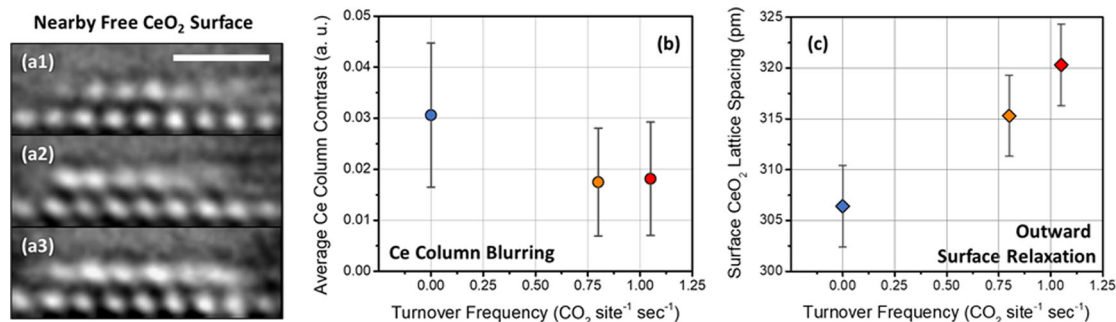 Nearby Free CeO₂ Surface
(a1)
(a2)
(a3)
Average Ce Column Contrast (a. u.)
0.05
0.04
0.03
0.02
0.01
0.00
(b)
Ce Column Blurring
0.00 0.25 0.50 0.75 1.00 1.25
Turnover Frequency (CO₂ site⁻¹ sec⁻¹)
Surface CeO₂ Lattice Spacing (pm)
325
320
315
310
305
300
(c)
Outward
Surface Relaxation
0.00 0.25 0.50 0.75 1.00 1.25
Turnover Frequency (CO₂ site⁻¹ sec⁻¹)